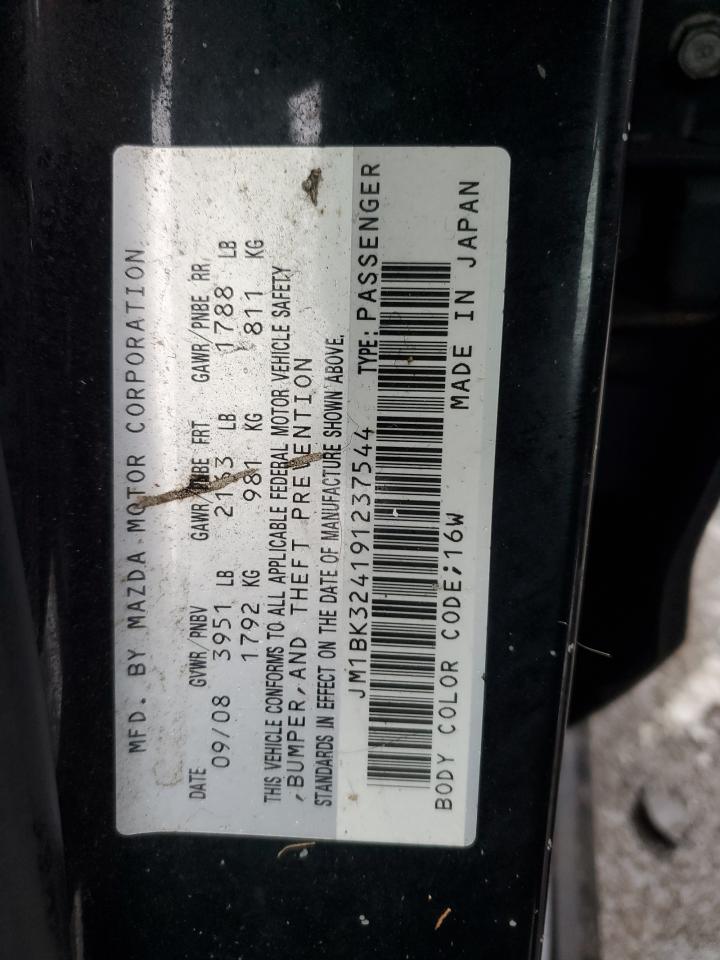 MFD. BY MAZDA MOTOR CORPORATION
DATE GVWR/PNBV GAWR/PNBE FRT GAWR/PNBE RR
09/08 3951 LB 2163 LB 1788 LB
1792 KG 981 KG 811 KG
THIS VEHICLE CONFORMS TO ALL APPLICABLE FEDERAL MOTOR VEHICLE SAFETY
,BUMPER,AND THEFT PREVENTION
STANDARDS IN EFFECT ON THE DATE OF MANUFACTURE SHOWN ABOVE.
JM1BK324191237544 TYPE: PASSENGER
BODY COLOR CODE;16W MADE IN JAPAN